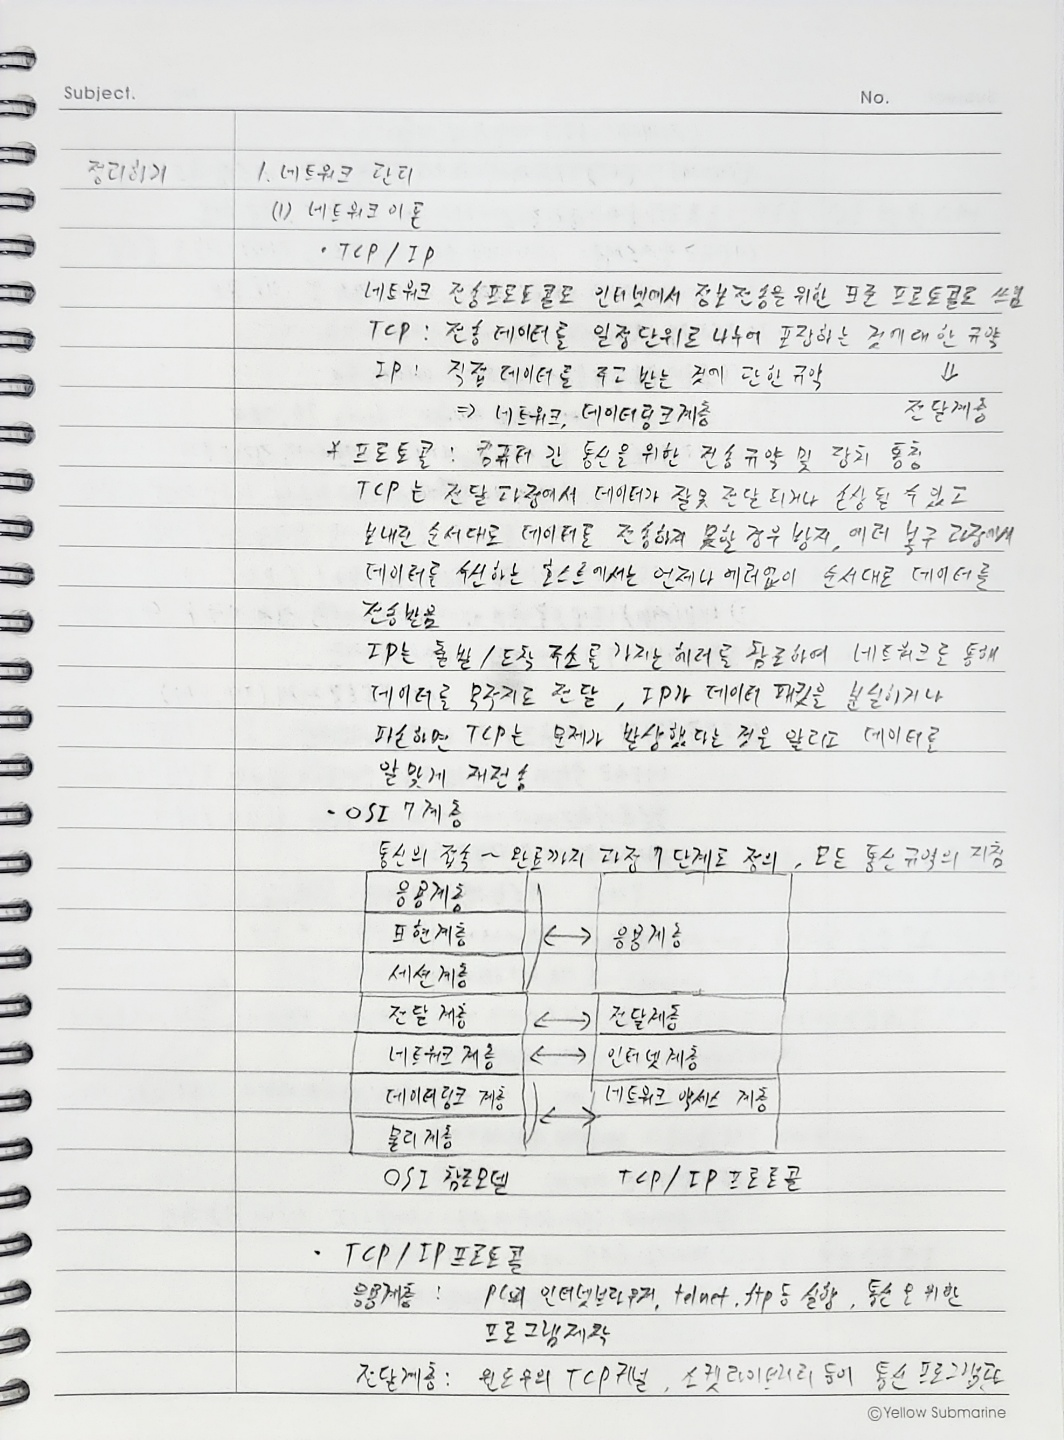 Subject.
No.
정리하기
1. 네트워크 관리
(1) 네트워크 이론
• TCP / IP
네트워크 전송프로토콜로 인터넷에서 정보전송을 위한 표준 프로토콜로 쓰임
TCP : 전송 데이터를 일정단위로 나누어 포장하는 것에 대한 규약
IP : 직접 데이터를 주고 받는 것에 관한 규약 ⇓
⇒ 네트워크, 데이터링크계층 전달계층
* 프로토콜 : 컴퓨터 간 통신을 위한 전송규약 및 장치 통칭
TCP는 전달 과정에서 데이터가 잘못 전달 되거나 손상 될 수 있고
보내진 순서대로 데이터를 전송하지 못할 경우 방지, 에러 복구 과정에서
데이터를 수신하는 호스트에서는 언제나 에러없이 순서대로 데이터를
전송받음
IP는 출발 / 도착 주소를 가지는 헤더를 참조하여 네트워크를 통해
데이터를 목적지로 전달 , IP가 데이터 패킷을 분실하거나
파손하면 TCP는 문제가 발생했다는 것을 알리고 데이터를
알맞게 재전송
• OSI 7계층
통신의 접속 ~ 완료까지 과정 7단계로 정의 , 모든 통신규약의 지침
응용계층
표현계층 ↔ 응용계층
세션계층
전달계층 ↔ 전달계층
네트워크 계층 ↔ 인터넷계층
데이터링크 계층 ↔ 네트워크 액세스 계층
물리계층
OSI 참조모델 TCP / IP 프로토콜
• TCP / IP 프로토콜
응용계층 : PC의 인터넷브라우저, telnet, ftp 등 실행 , 통신을 위한
프로그램제작
전달계층 : 윈도우의 TCP커널 , 소켓라이브러리 등이 통신 프로그램과
©Yellow Submarine